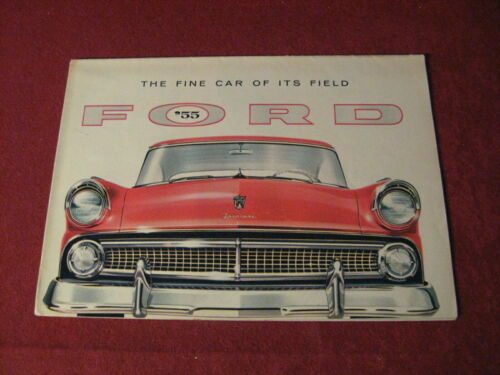 THE FINE CAR OF ITS FIELD
FORD
'55